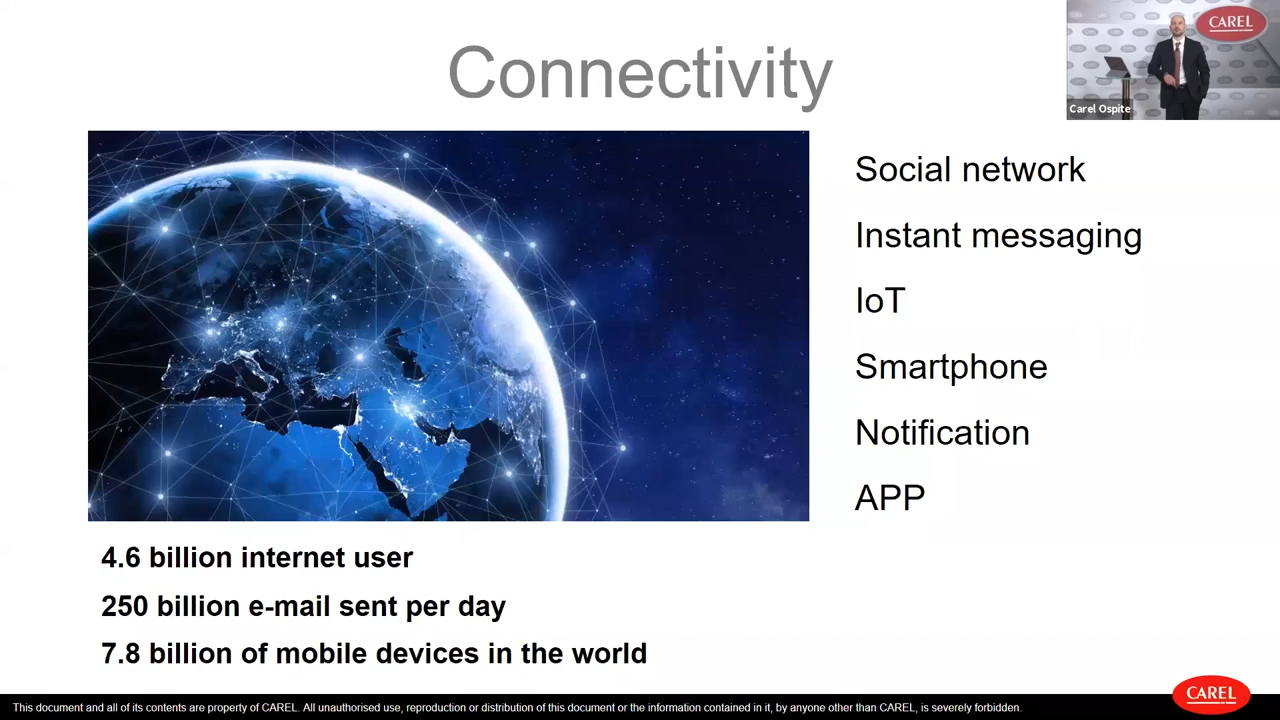 Connectivity
CAREL
Carel Ospite
Social network
Instant messaging
IoT
Smartphone
Notification
APP
4.6 billion internet user
250 billion e-mail sent per day
7.8 billion of mobile devices in the world
This document and all of its contents are property of CAREL. All unauthorised use, reproduction or distribution of this document or the information contained in it, by anyone other than CAREL, is severely forbidden.
CAREL